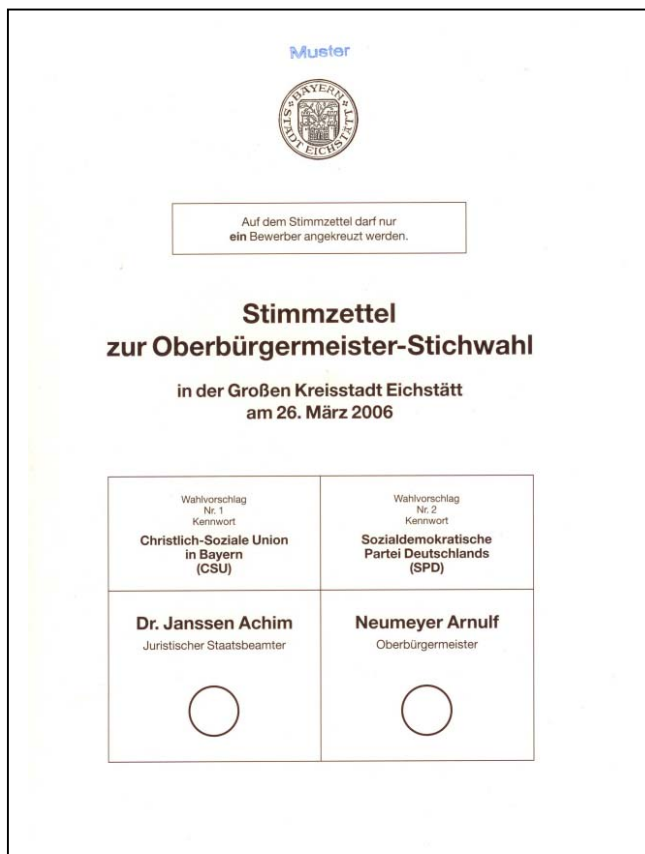 Muster
BAYERN
STADT EICHSTÄTT
Auf dem Stimmzettel darf nur
ein Bewerber angekreuzt werden.
Stimmzettel
zur Oberbürgermeister-Stichwahl
in der Großen Kreisstadt Eichstätt
am 26. März 2006
Wahlvorschlag
Nr. 1
Kennwort
Christlich-Soziale Union
in Bayern
(CSU)
Wahlvorschlag
Nr. 2
Kennwort
Sozialdemokratische
Partei Deutschlands
(SPD)
Dr. Janssen Achim
Juristischer Staatsbeamter
Neumeyer Arnulf
Oberbürgermeister